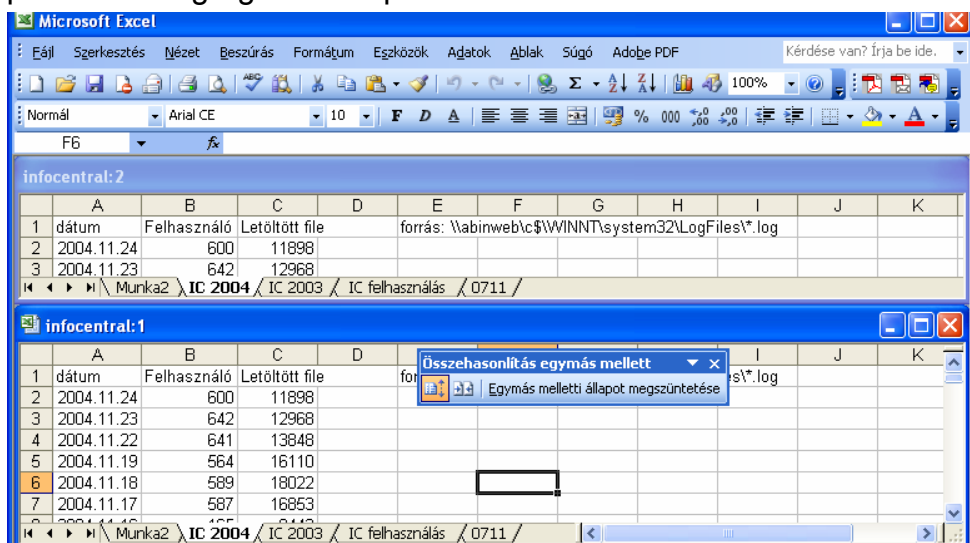 Microsoft Excel
Fájl Szerkesztés Nézet Beszúrás Formátum Eszközök Adatok Ablak Súgó Adobe PDF Kérdése van? Írja be ide.
100%
Normál Arial CE 10 F D A % 000
F6 fx
infocentral:2
A B C D E F G H I J K
1 dátum Felhasználó Letöltött file forrás: \\abinweb\c$\WINNT\system32\LogFiles\*.log
2 2004.11.24 600 11898
3 2004.11.23 642 12968
Munka2 IC 2004 IC 2003 IC felhasználás 0711
infocentral:1
A B C D I J K
Összehasonlítás egymás mellett
1 dátum Felhasználó Letöltött file for es\*.log
Egymás melletti állapot megszüntetése
2 2004.11.24 600 11898
3 2004.11.23 642 12968
4 2004.11.22 641 13848
5 2004.11.19 564 16110
6 2004.11.18 589 18022
7 2004.11.17 587 16853
Munka2 IC 2004 IC 2003 IC felhasználás 0711